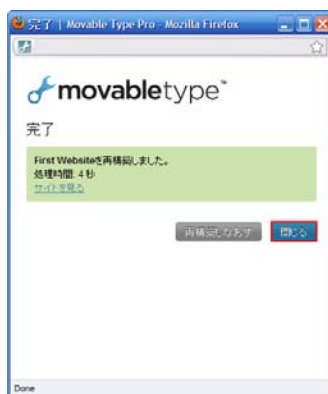 完了 | Movable Type Pro - Mozilla Firefox
movabletype™
完了
First Websiteを再構築しました。
処理時間: 4 秒
サイトを見る
再構築しなおす
閉じる
Done